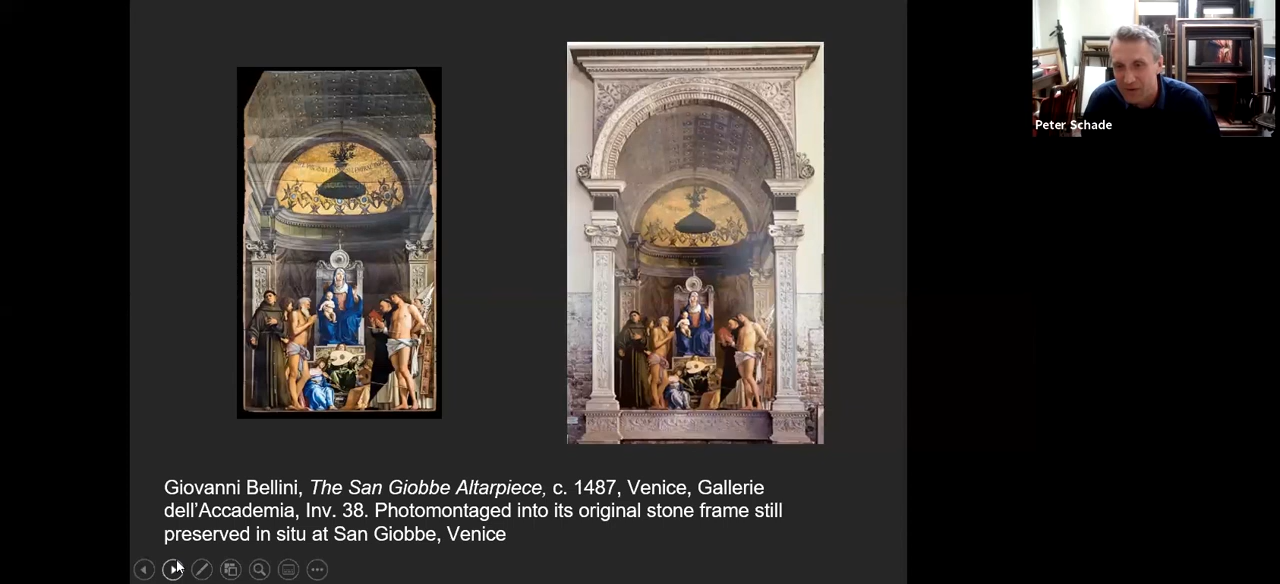 Peter Schade
Giovanni Bellini, The San Giobbe Altarpiece, c. 1487, Venice, Gallerie
dell'Accademia, Inv. 38. Photomontaged into its original stone frame still
preserved in situ at San Giobbe, Venice